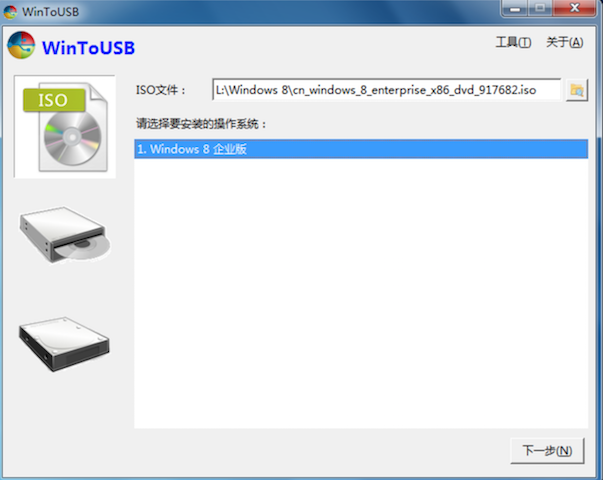 WinToUSB
WinToUSB
工具(T) 关于(A)
ISO
ISO文件： L:\Windows 8\cn_windows_8_enterprise_x86_dvd_917682.iso
请选择要安装的操作系统：
1. Windows 8 企业版
下一步(N)